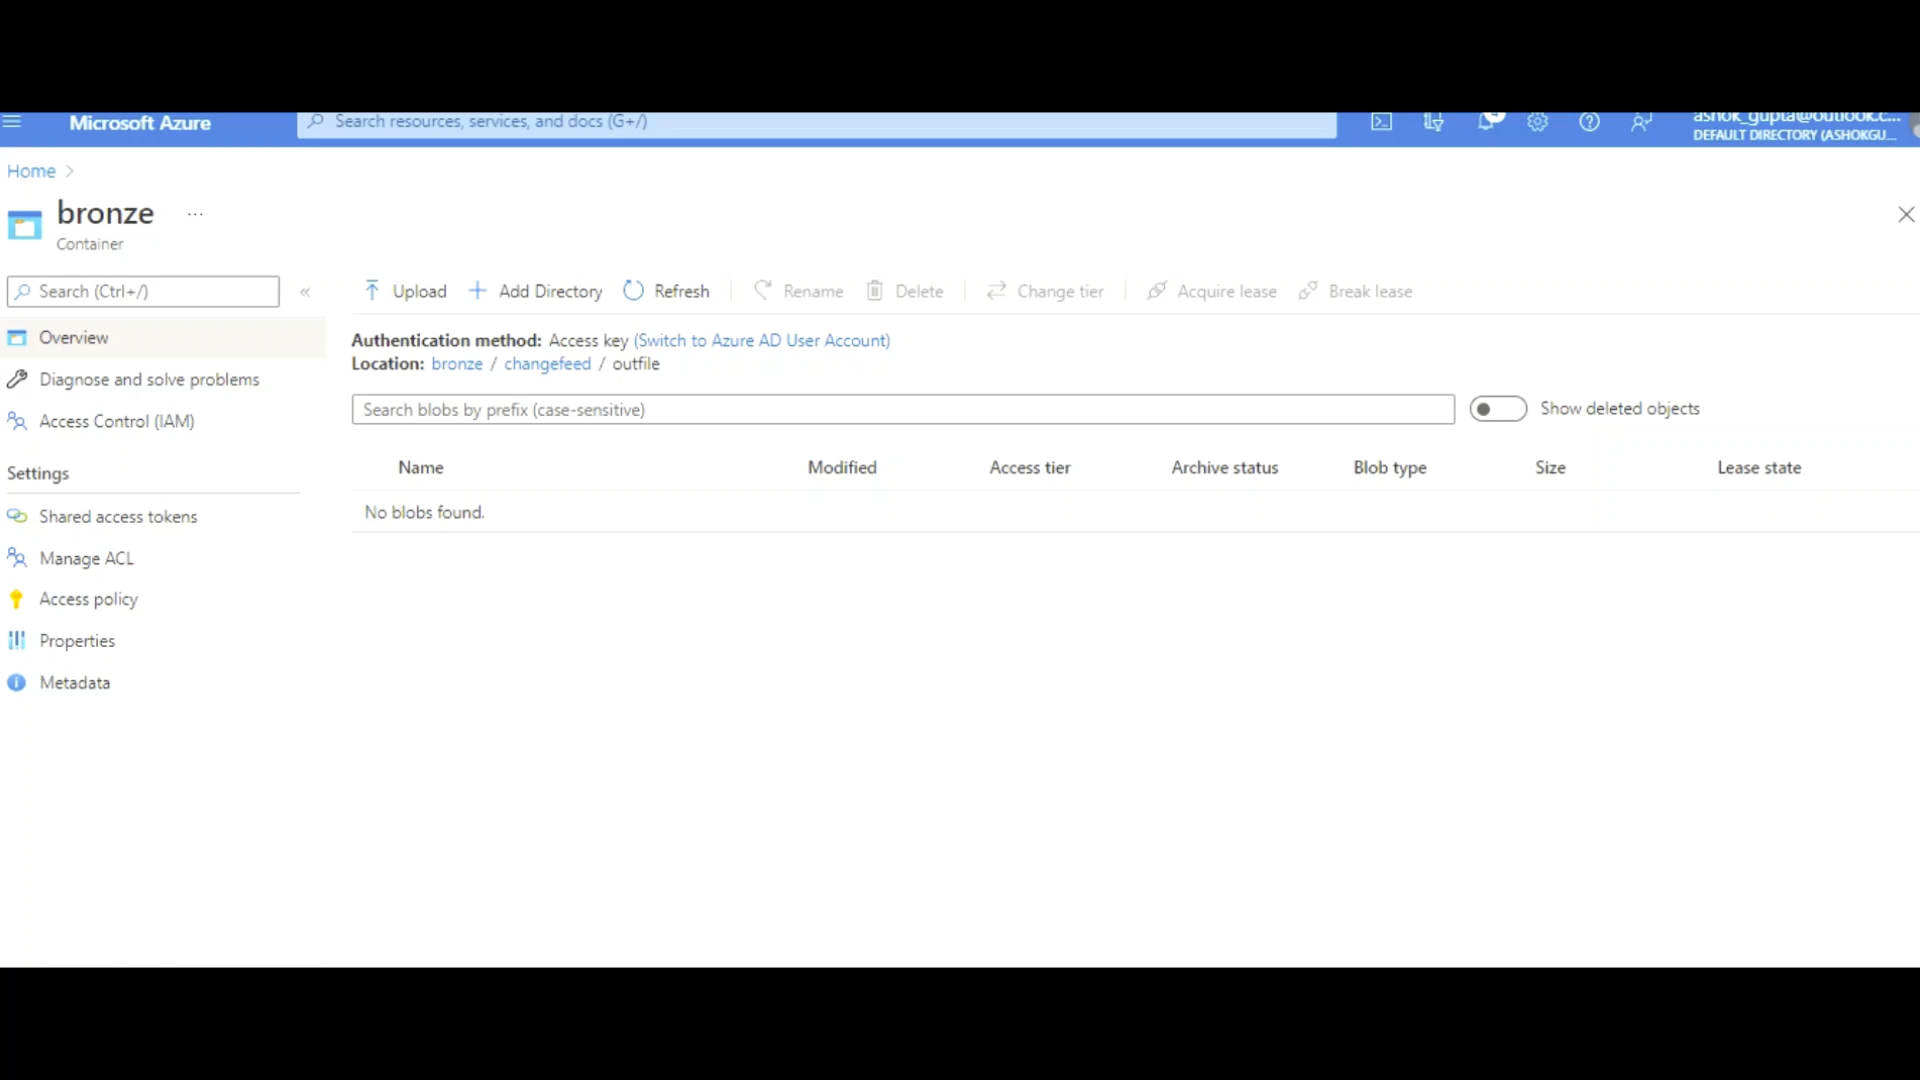 Microsoft Azure
Search resources, services, and docs (G+/)
ashok_gupta@outlook.c...
DEFAULT DIRECTORY (ASHOKGU...
Home
bronze ...
Container
Search (Ctrl+/)
Upload Add Directory Refresh Rename Delete Change tier Acquire lease Break lease
Overview
Authentication method: Access key (Switch to Azure AD User Account)
Location: bronze / changefeed / outfile
Diagnose and solve problems
Search blobs by prefix (case-sensitive) Show deleted objects
Access Control (IAM)
Settings
Name Modified Access tier Archive status Blob type Size Lease state
No blobs found.
Shared access tokens
Manage ACL
Access policy
Properties
Metadata